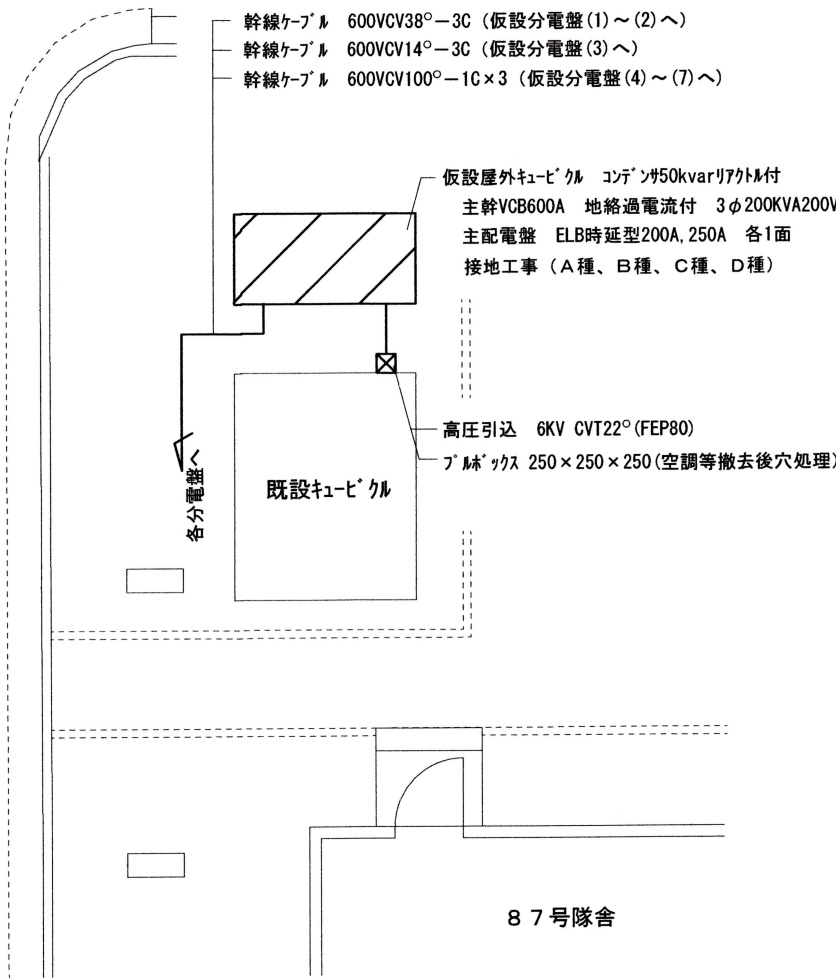 幹線ケーブル 600VCV38°-3C (仮設分電盤(1)~(2)へ)
幹線ケーブル 600VCV14°-3C (仮設分電盤(3)へ)
幹線ケーブル 600VCV100°-1C×3 (仮設分電盤(4)~(7)へ)
仮設屋外キュービクル コンデンサ50kvarリアクトル付
主幹VCB600A 地絡過電流付 3φ200KVA200V
主配電盤 ELB時延型200A,250A 各1面
接地工事(A種、B種、C種、D種)
高圧引込 6KV CVT22°(FEP80)
プルボックス 250×250×250(空調等撤去後穴処理)
各分電盤へ
既設キュービクル
87号隊舎